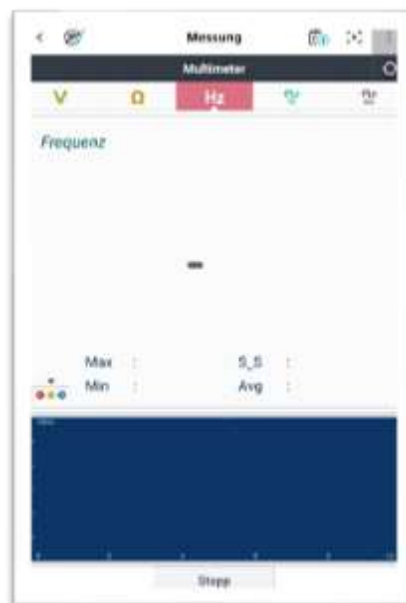 Messung
Multimeter
V Ω Hz
Frequenz
-
Max : S_S :
Min : Avg :
Stopp